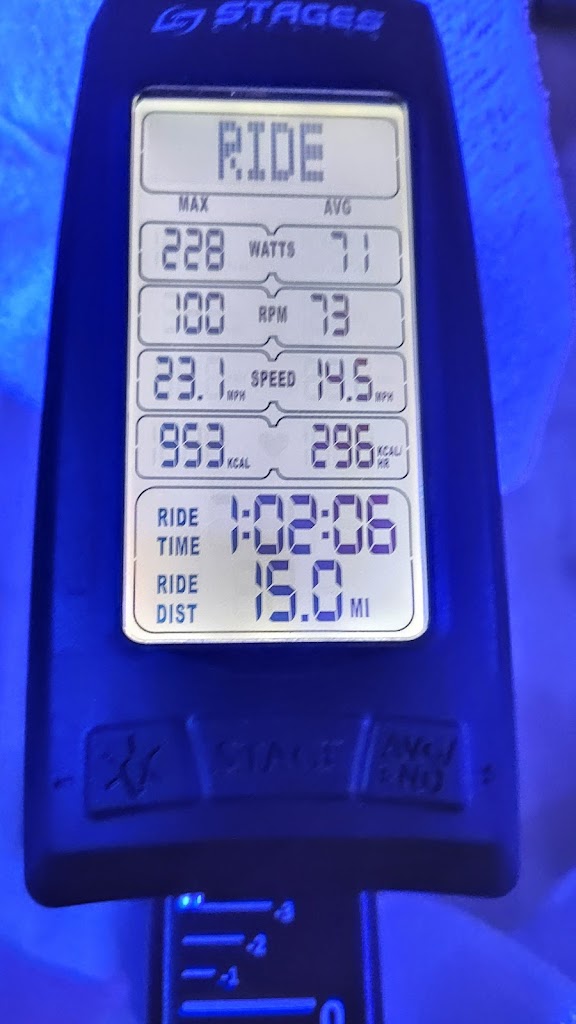 STAGES
RIDE
MAX AVG
228 WATTS 71
100 RPM 73
23.1 MPH SPEED 14.5 MPH
953 KCAL 296 KCAL/HR
RIDE TIME 1:02:06
RIDE DIST 15.0 MI
STAGE AVG/END
-3
-2
-1
0